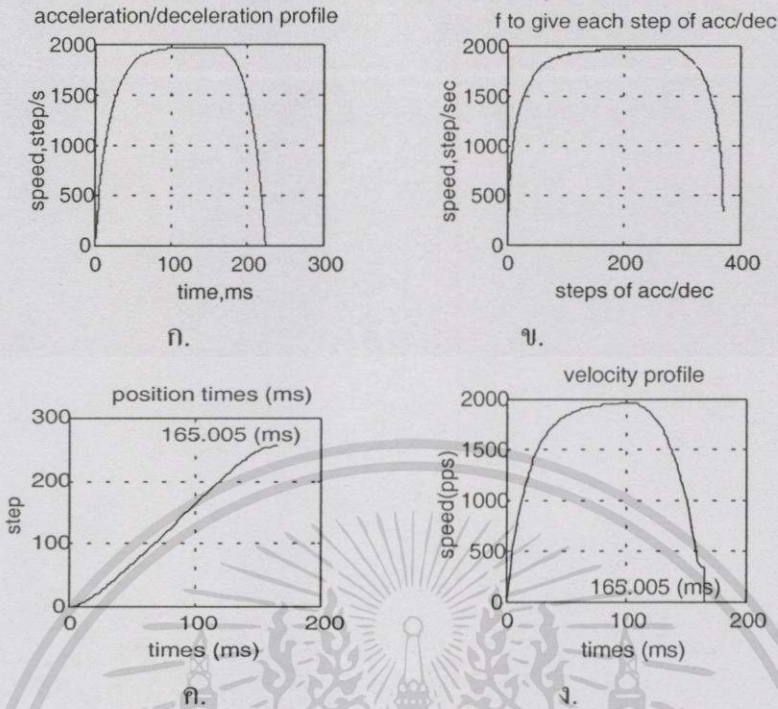 acceleration/deceleration profile
2000
1500
1000
500
0
speed,step/s
0 100 200 300
time,ms
ก.
f to give each step of acc/dec
2000
1500
1000
500
0
speed,step/sec
0 200 400
steps of acc/dec
ข.
position times (ms)
300
200
100
0
step
165.005 (ms)
0 100 200
times (ms)
ค.
velocity profile
2000
1500
1000
500
0
speed(pps)
165.005 (ms)
0 100 200
times (ms)
ง.